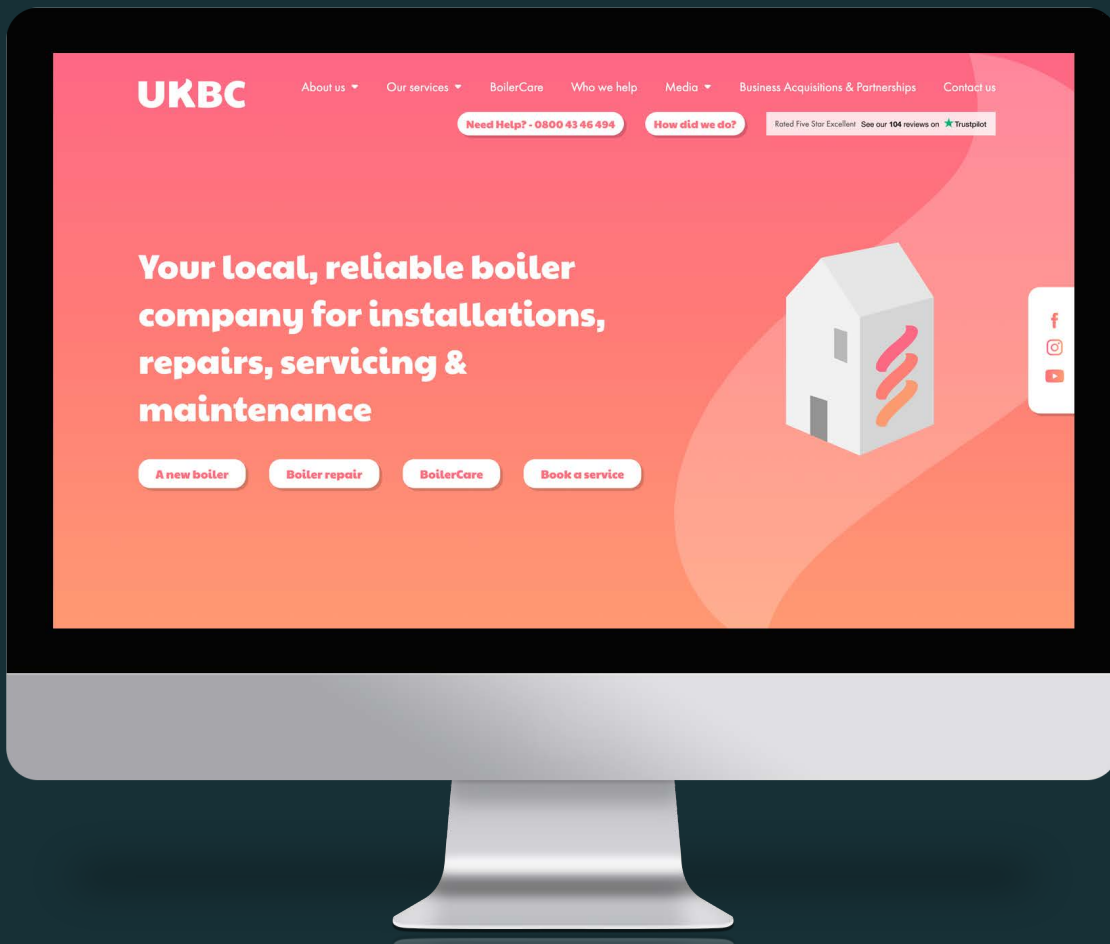 UKBC
About us Our services BoilerCare Who we help Media Business Acquisitions & Partnerships Contact us
Need Help? - 0800 43 46 494 How did we do? Rated Five Star Excellent See our 104 reviews on Trustpilot
Your local, reliable boiler
company for installations,
repairs, servicing &
maintenance
A new boiler Boiler repair BoilerCare Book a service